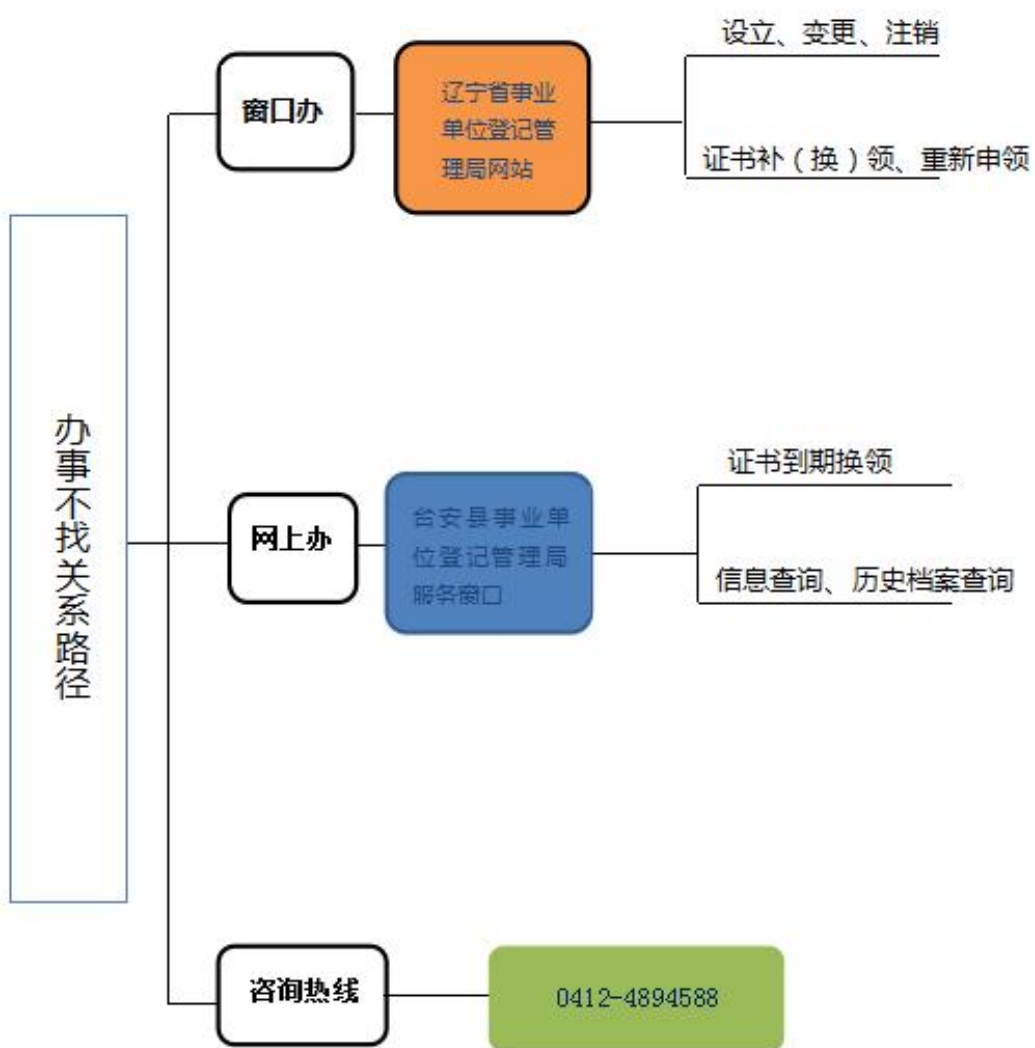 办事不找关系路径
窗口办
辽宁省事业
单位登记管
理局网站
设立、变更、注销
证书补（换）领、重新申领
网上办
台安县事业单
位登记管理局
服务窗口
证书到期换领
信息查询、历史档案查询
咨询热线
0412-4894588